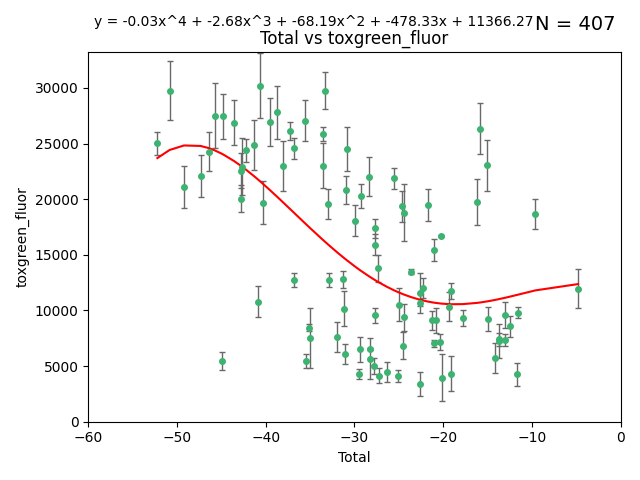 y = -0.03x^4 + -2.68x^3 + -68.19x^2 + -478.33x + 11366.27 N = 407
Total vs toxgreen_fluor
30000
25000
20000
15000
10000
5000
0
toxgreen_fluor
−60 −50 −40 −30 −20 −10 0
Total